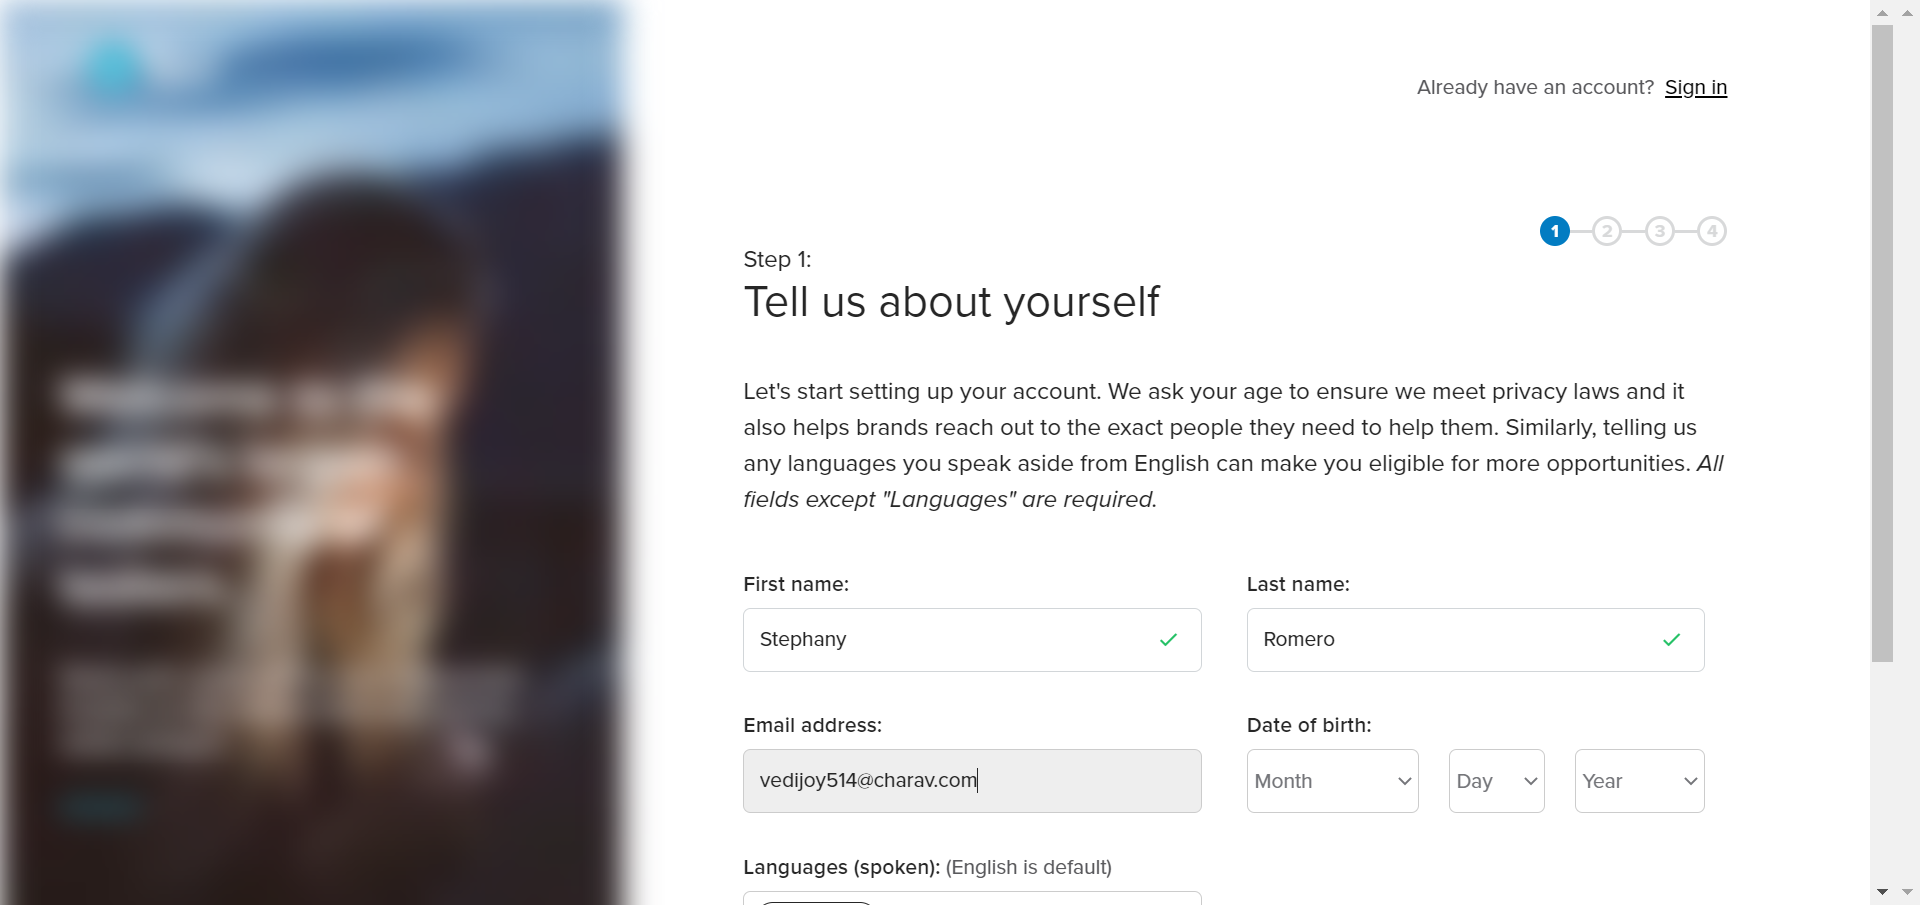 Already have an account? Sign in
1 2 3 4
Step 1:
Tell us about yourself
Let's start setting up your account. We ask your age to ensure we meet privacy laws and it
also helps brands reach out to the exact people they need to help them. Similarly, telling us
any languages you speak aside from English can make you eligible for more opportunities. All
fields except "Languages" are required.
First name: Last name:
Stephany Romero
Email address: Date of birth:
vedijoy514@charav.com Month Day Year
Languages (spoken): (English is default)